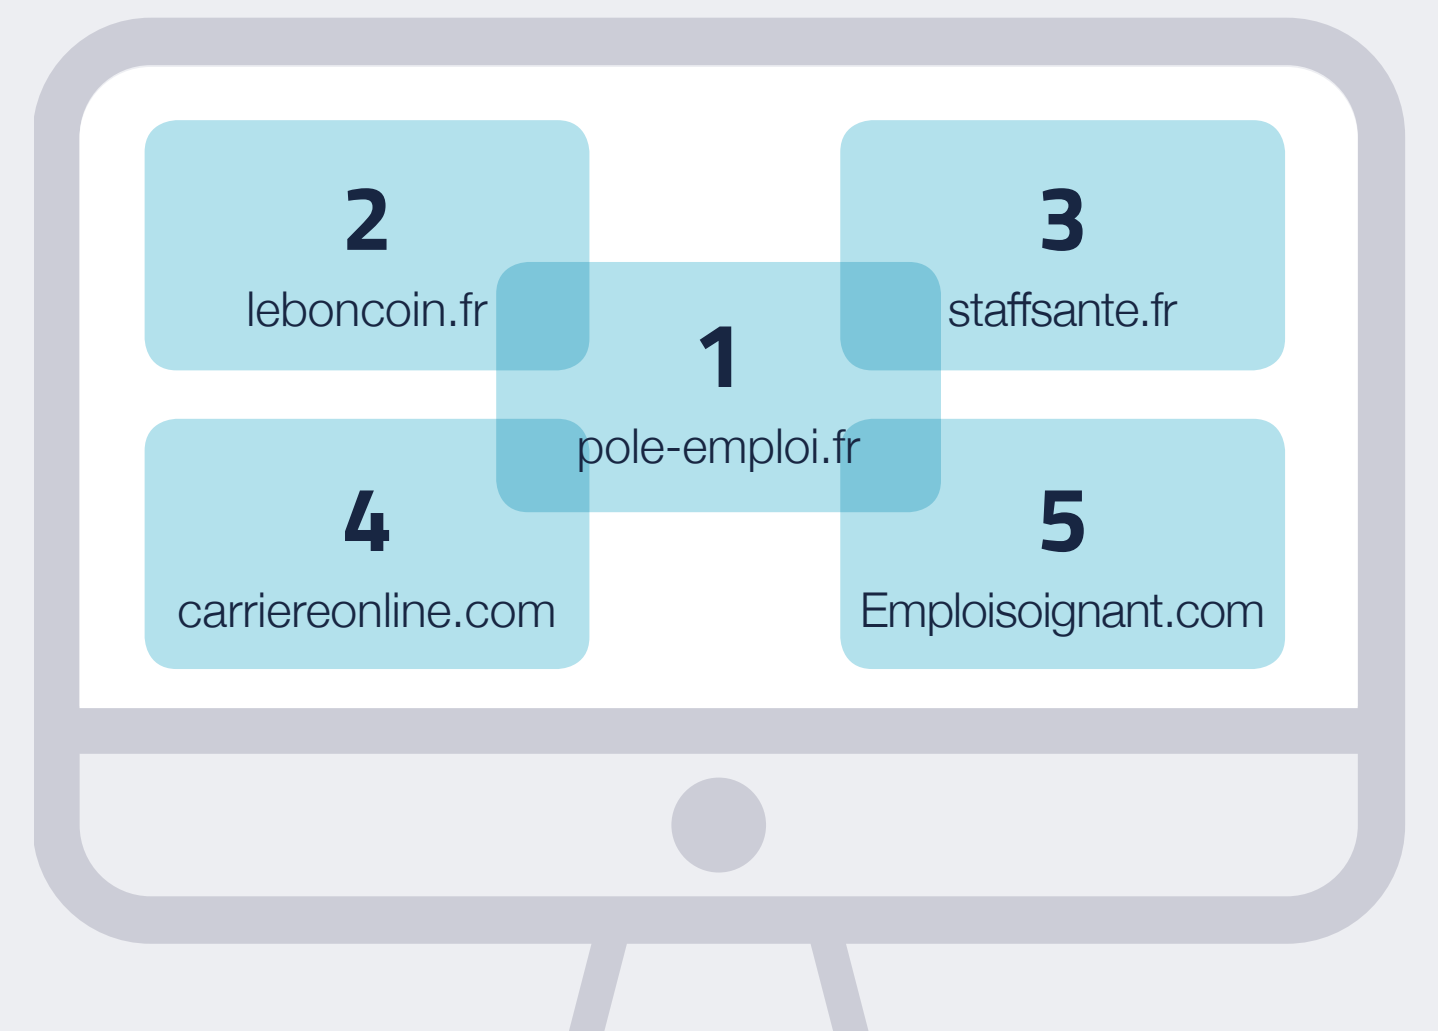 2
leboncoin.fr
3
staffsante.fr
1
pole-emploi.fr
4
carriereonline.com
5
Emploisoignant.com